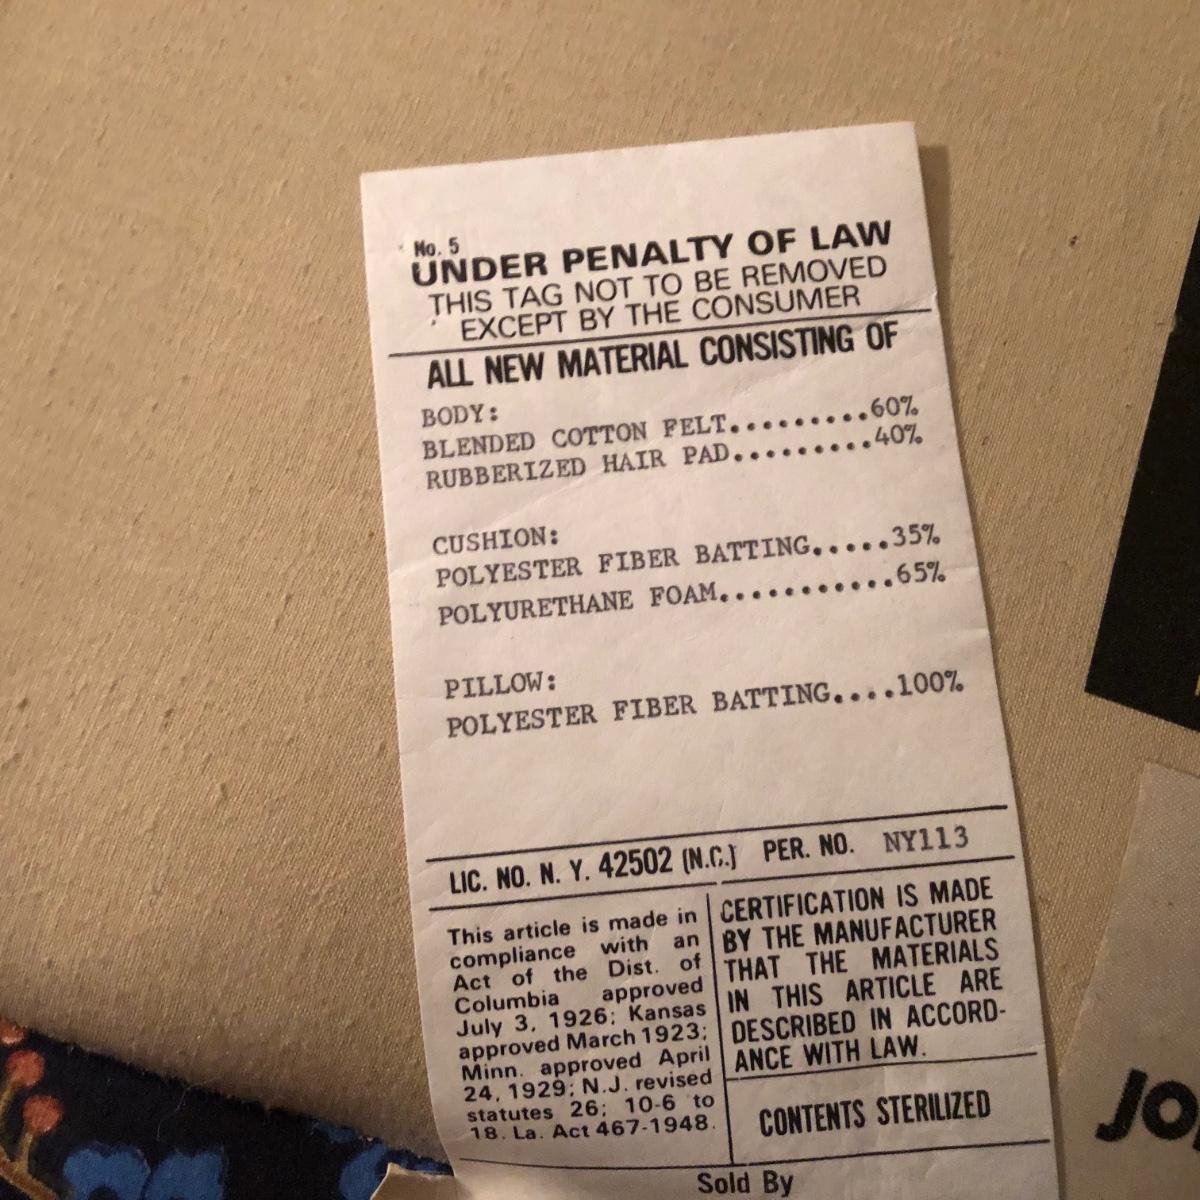 No. 5
UNDER PENALTY OF LAW
THIS TAG NOT TO BE REMOVED
EXCEPT BY THE CONSUMER
ALL NEW MATERIAL CONSISTING OF
BODY:
BLENDED COTTON FELT.........60%
RUBBERIZED HAIR PAD.........40%
CUSHION:
POLYESTER FIBER BATTING.....35%
POLYURETHANE FOAM...........65%
PILLOW:
POLYESTER FIBER BATTING....100%
LIC. NO. N. Y. 42502 (N.C.) PER. NO. NY113
This article is made in
compliance with an
Act of the Dist. of
Columbia approved
July 3, 1926; Kansas
approved March 1923;
Minn. approved April
24, 1929; N.J. revised
statutes 26; 10-6 to
18. La. Act 467-1948.
CERTIFICATION IS MADE
BY THE MANUFACTURER
THAT THE MATERIALS
IN THIS ARTICLE ARE
DESCRIBED IN ACCORD-
ANCE WITH LAW.
CONTENTS STERILIZED
Sold By